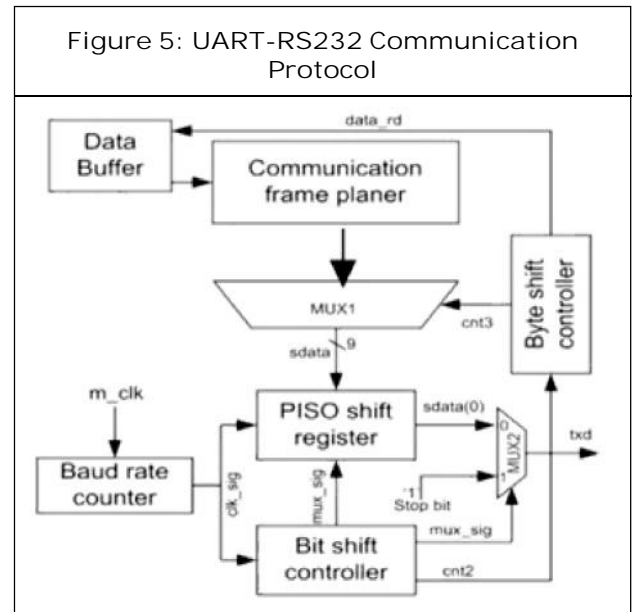 Figure 5: UART-RS232 Communication
Protocol
data_rd
Data
Buffer
Communication
frame planer
Byte shift
controller
MUX1
cnt3
sdata
9
m_clk
PISO shift
register
sdata(0)
0
MUX2
txd
Baud rate
counter
clk_sig
mux_sig
'1'
1
Stop bit
mux_sig
Bit shift
controller
cnt2